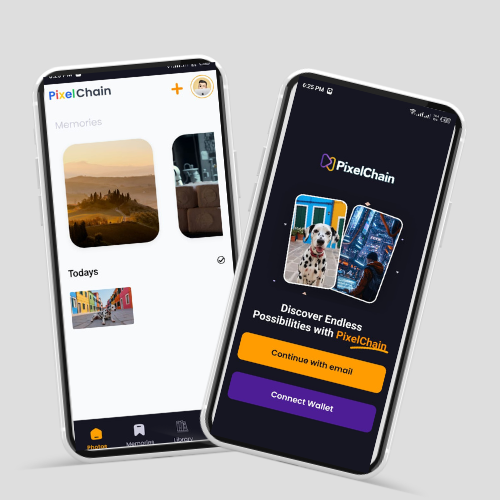 PixelChain
Memories
Todays
Photos
Memories
Library
6:25 PM
PixelChain
Discover Endless
Possibilities with PixelChain
Continue with email
Connect Wallet